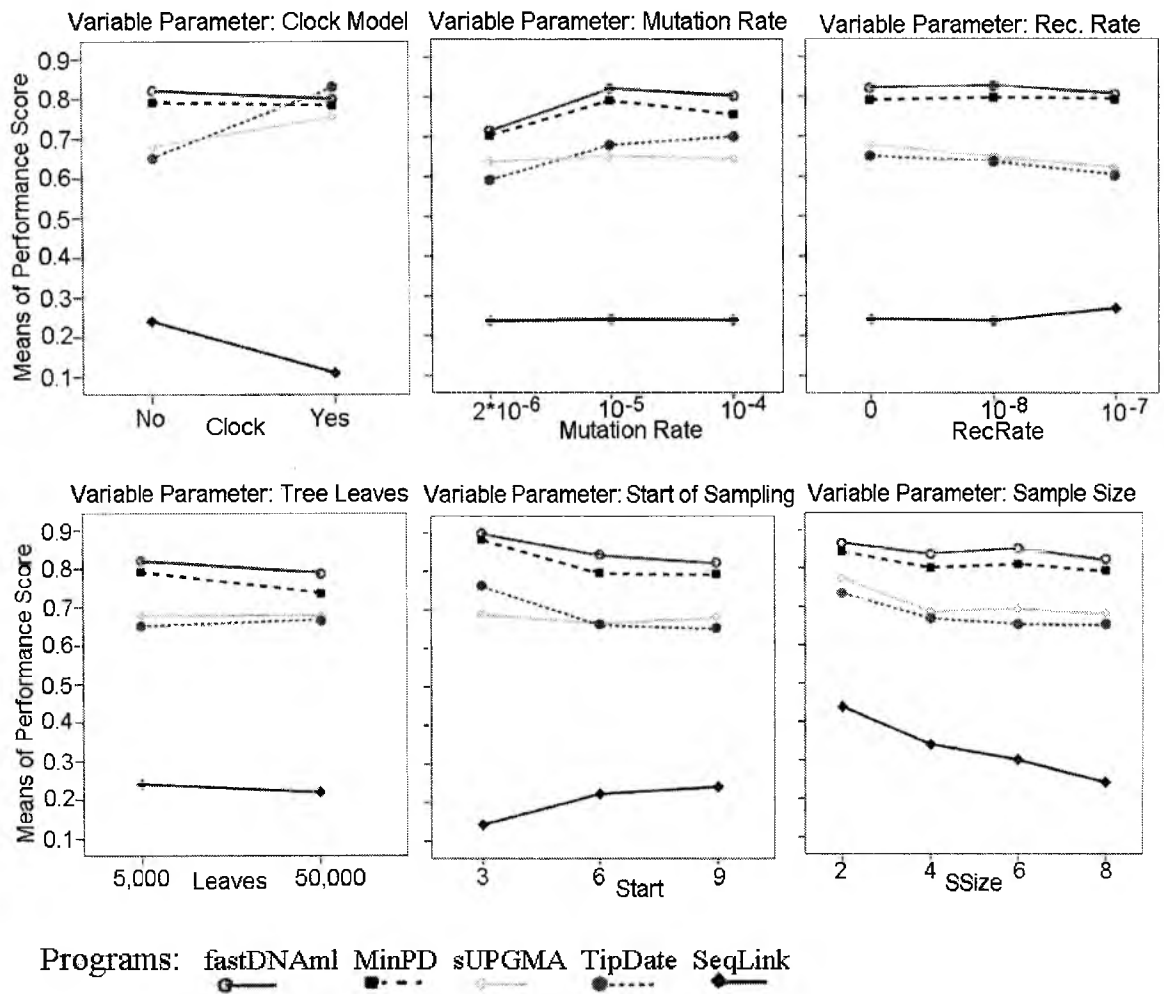 Variable Parameter: Clock Model
Variable Parameter: Mutation Rate
Variable Parameter: Rec. Rate
Means of Performance Score
0.9
0.8
0.7
0.6
0.5
0.4
0.3
0.2
0.1
No
Clock
Yes
2*10-6
10-5
10-4
Mutation Rate
0
10-8
10-7
RecRate
Variable Parameter: Tree Leaves
Variable Parameter: Start of Sampling
Variable Parameter: Sample Size
Means of Performance Score
0.9
0.8
0.7
0.6
0.5
0.4
0.3
0.2
0.1
5,000
Leaves
50,000
3
6
9
Start
2
4
6
8
SSize
Programs: fastDNAml MinPD sUPGMA TipDate SeqLink